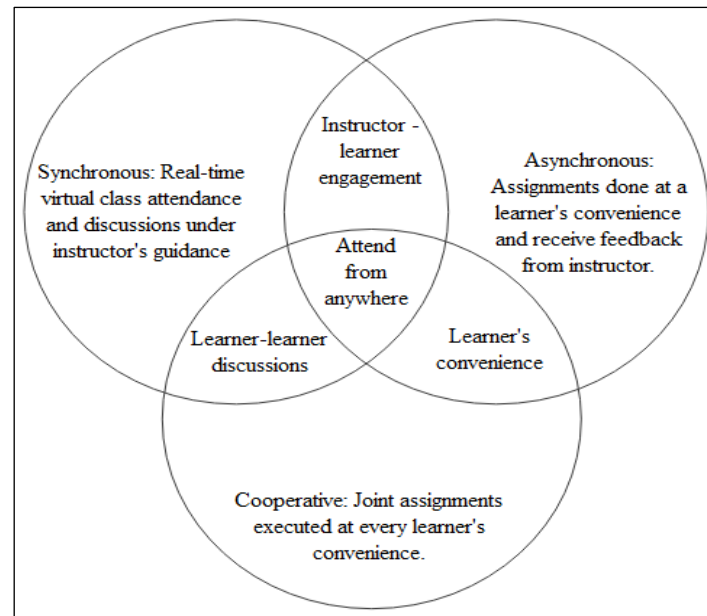 Instructor -
learner
engagement
Synchronous: Real-time
virtual class attendance
and discussions under
instructor's guidance
Asynchronous:
Assignments done at a
learner's convenience
and receive feedback
from instructor.
Attend
from
anywhere
Learner-learner
discussions
Learner's
convenience
Cooperative: Joint assignments
executed at every learner's
convenience.